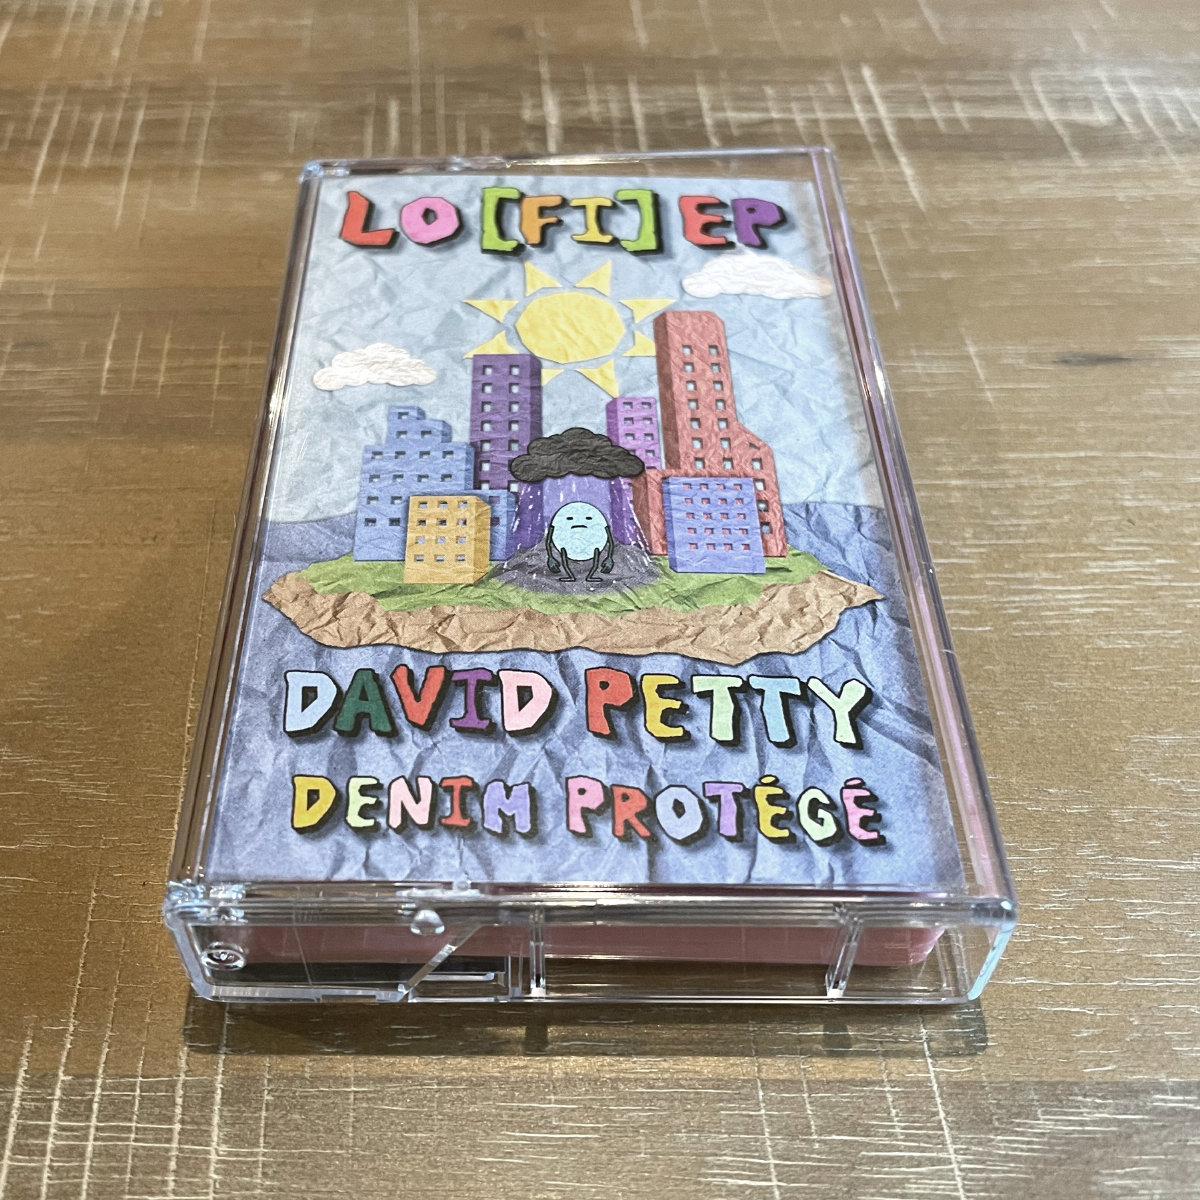 LO [FI] EP
DAVID PETTY
DENIM PROTÉGÉ